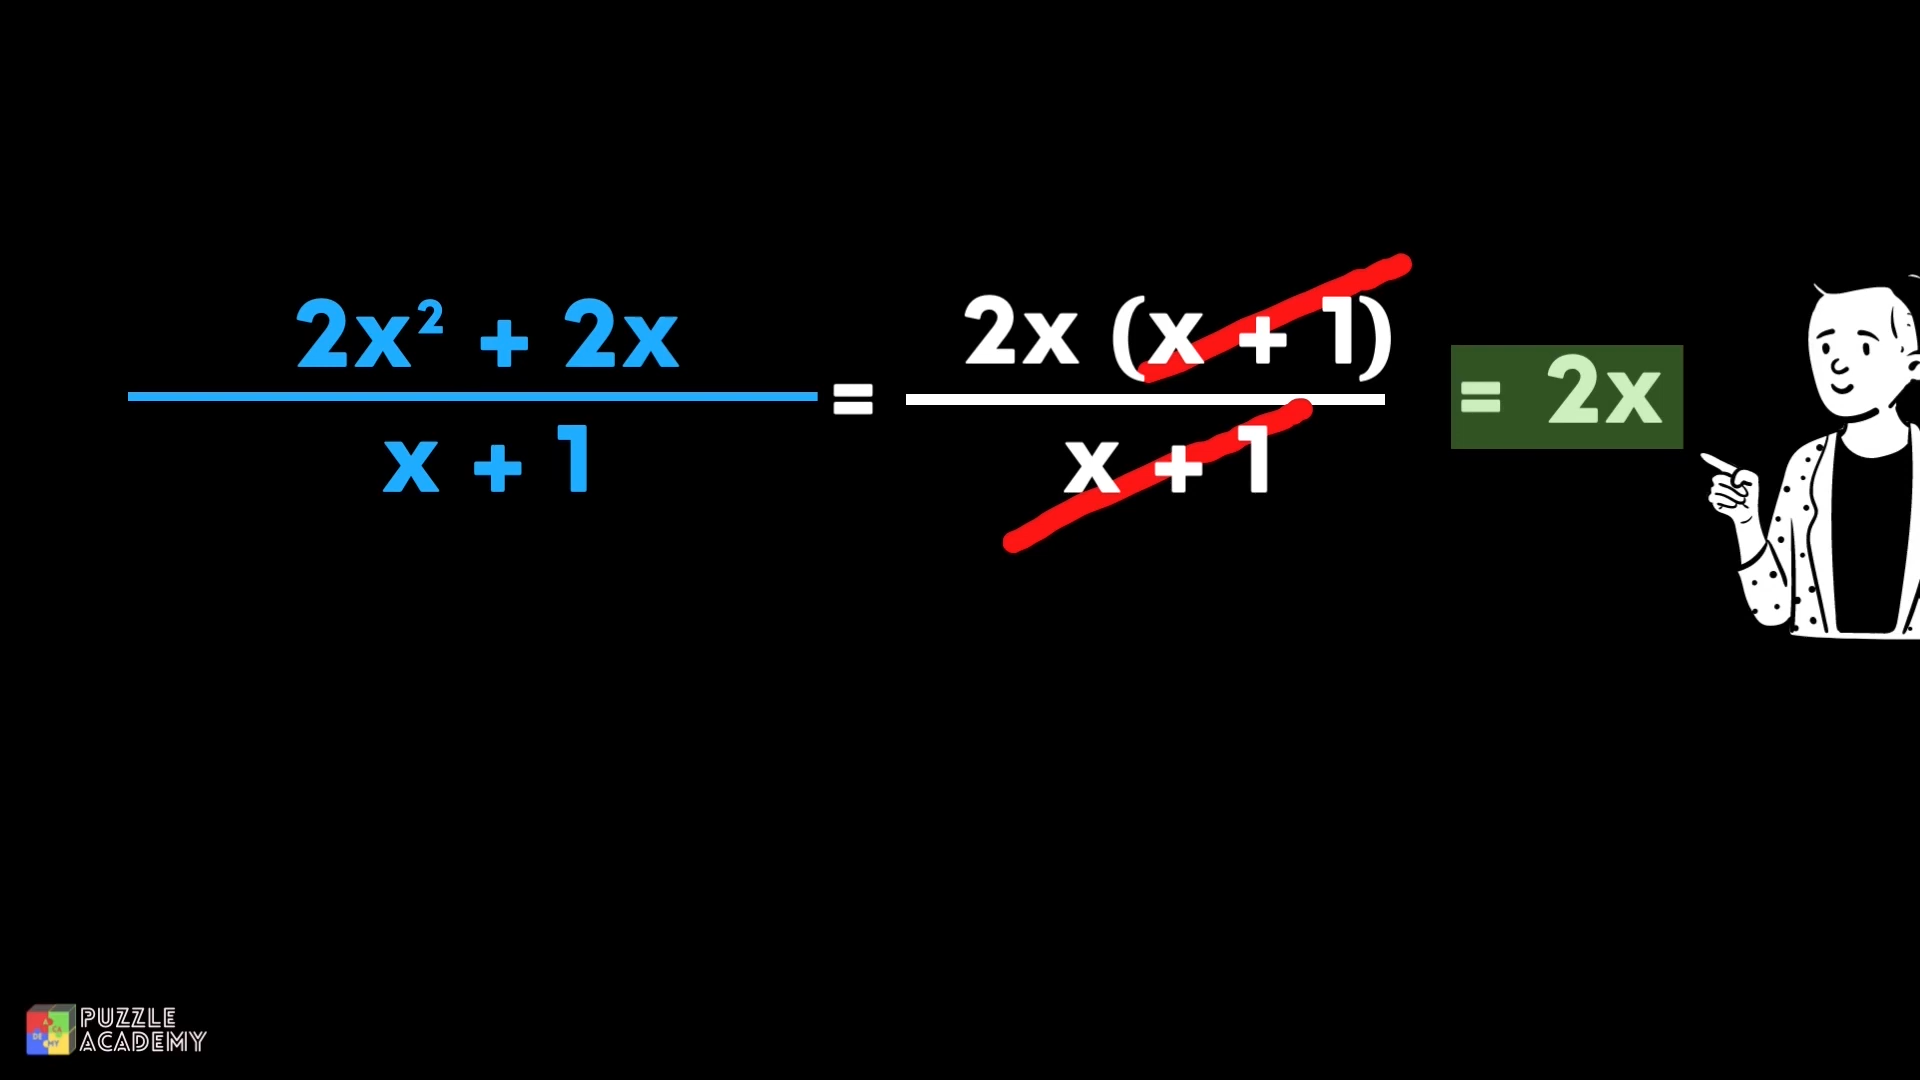 2x² + 2x
x + 1
=
2x (x + 1)
x + 1
= 2x
PUZZLE
ACADEMY